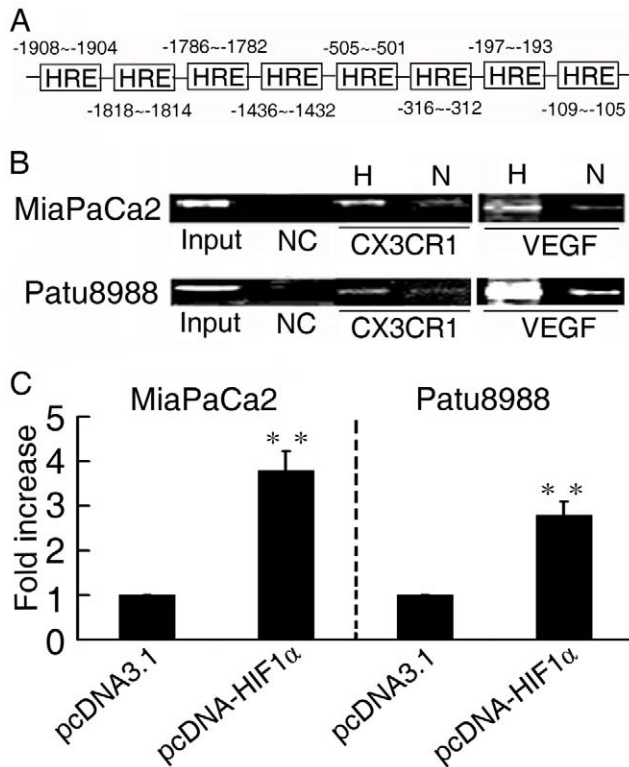 A
-1908~-1904 -1786~-1782 -505~-501 -197~-193
HRE HRE HRE HRE HRE HRE HRE HRE
-1818~-1814 -1436~-1432 -316~-312 -109~-105
B
H N H N
MiaPaCa2
Input NC CX3CR1 VEGF
Patu8988
Input NC CX3CR1 VEGF
C
MiaPaCa2 Patu8988
Fold increase
5
4
3
2
1
0
* *
* *
pcDNA3.1 pcDNA-HIF1α pcDNA3.1 pcDNA-HIF1α